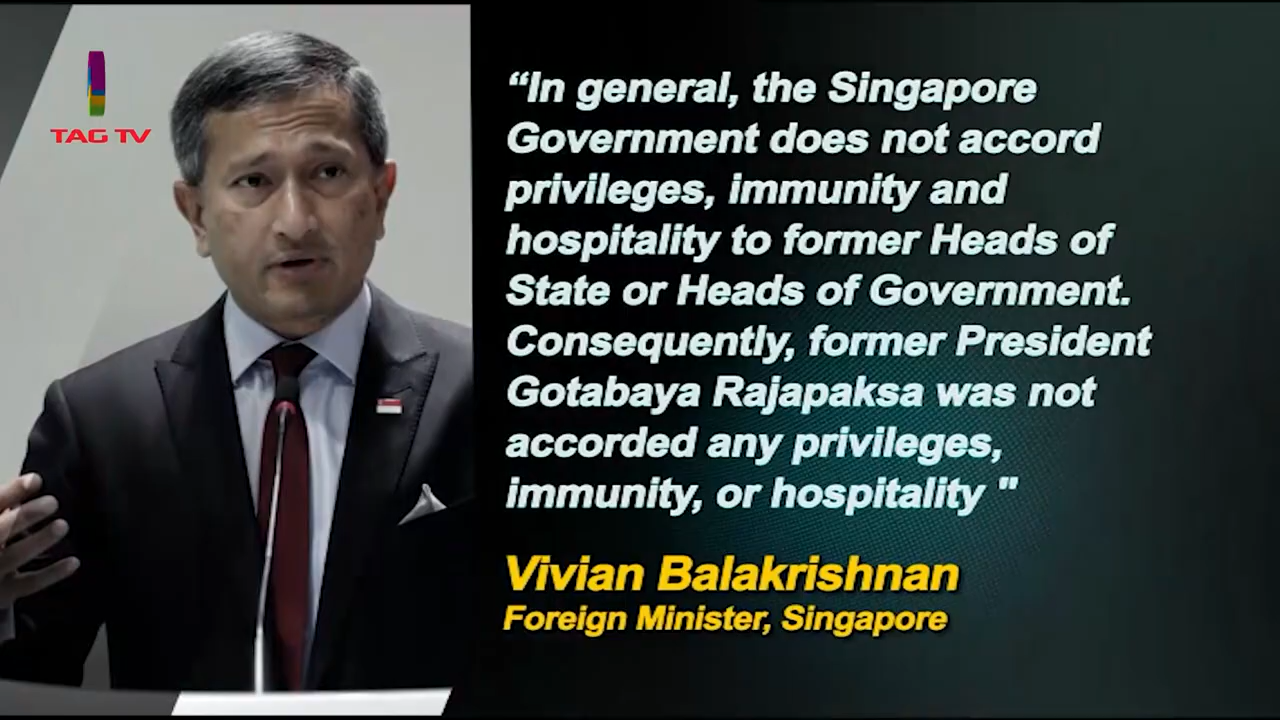 TAG TV
“In general, the Singapore
Government does not accord
privileges, immunity and
hospitality to former Heads of
State or Heads of Government.
Consequently, former President
Gotabaya Rajapaksa was not
accorded any privileges,
immunity, or hospitality "
Vivian Balakrishnan
Foreign Minister, Singapore